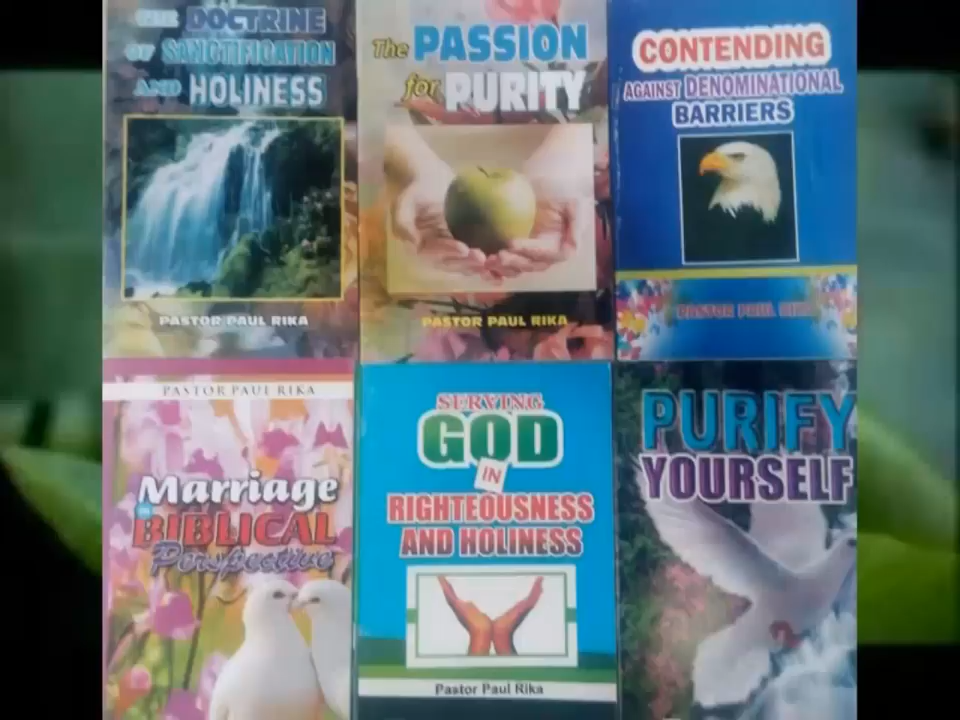 THE DOCTRINE
OF SANCTIFICATION
AND HOLINESS
PASTOR PAUL RIKA
The PASSION
for PURITY
PASTOR PAUL RIKA
CONTENDING
AGAINST DENOMINATIONAL
BARRIERS
PASTOR PAUL RIKA
PASTOR PAUL RIKA
Marriage
IN
BIBLICAL
Perspective
SERVING
GOD
IN
RIGHTEOUSNESS
AND HOLINESS
Pastor Paul Rika
PURIFY
YOURSELF